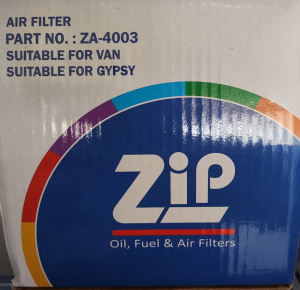 AIR FILTER
PART NO. : ZA-4003
SUITABLE FOR VAN
SUITABLE FOR GYPSY
Zip
Oil, Fuel & Air Filters